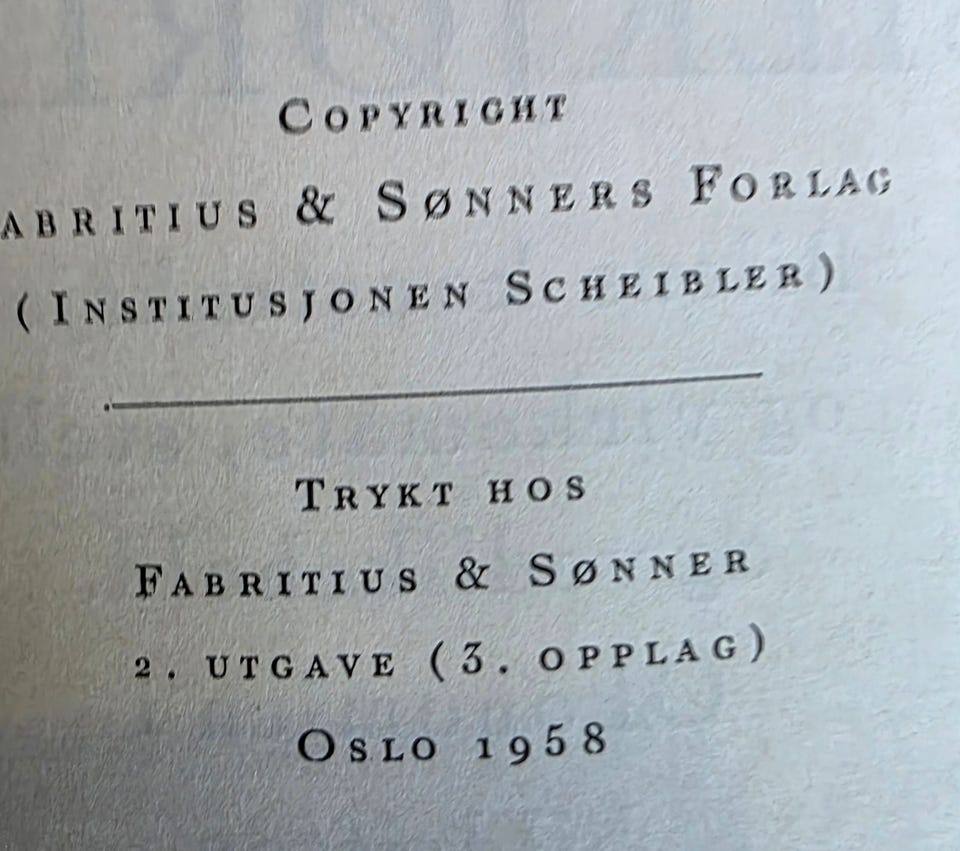 Copyright
abritius & Sønners Forlag
(Institusjonen Scheibler)
Trykt hos
Fabritius & Sønner
2. utgave (3. opplag)
Oslo 1958